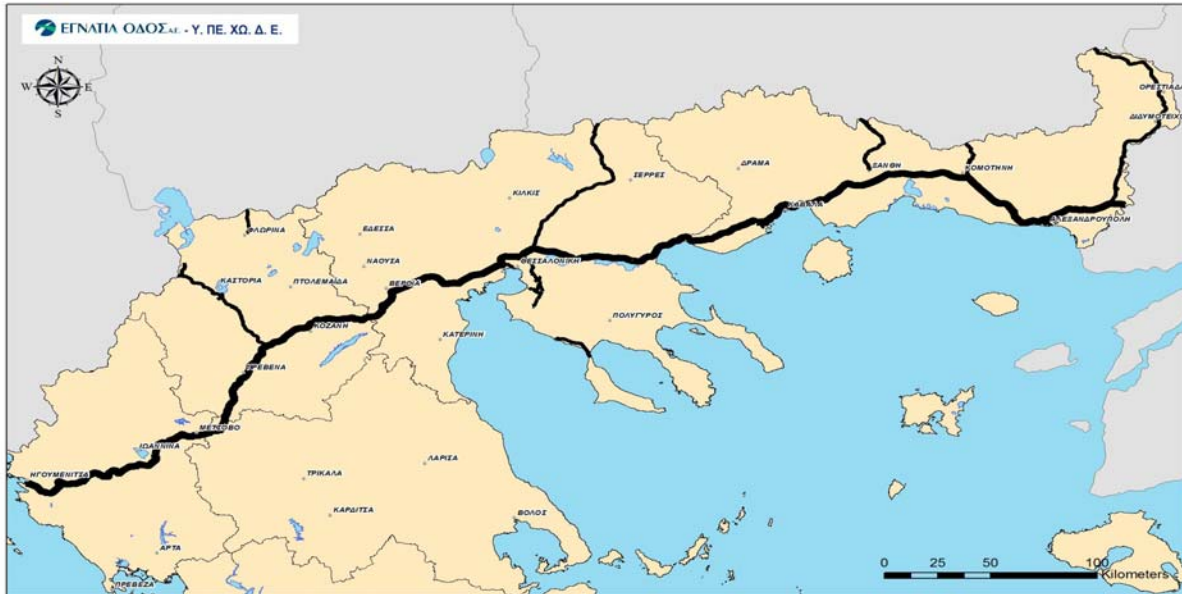 ΕΓΝΑΤΙΑ ΟΔΟΣ Α.Ε. - Υ. ΠΕ. ΧΩ. Δ. Ε.
N
W E
S
ΟΡΕΣΤΙΑΔΑ
ΔΙΔΥΜΟΤΕΙΧΟ
ΞΑΝΘΗ
ΚΟΜΟΤΗΝΗ
ΔΡΑΜΑ
ΣΕΡΡΕΣ
ΚΙΛΚΙΣ
ΚΑΒΑΛΑ
ΑΛΕΞΑΝΔΡΟΥΠΟΛΗ
ΦΛΩΡΙΝΑ
ΕΔΕΣΣΑ
ΘΕΣΣΑΛΟΝΙΚΗ
ΝΑΟΥΣΑ
ΚΑΣΤΟΡΙΑ
ΠΤΟΛΕΜΑΪΔΑ
ΒΕΡΟΙΑ
ΠΟΛΥΓΥΡΟΣ
ΚΟΖΑΝΗ
ΚΑΤΕΡΙΝΗ
ΓΡΕΒΕΝΑ
ΜΕΤΣΟΒΟ
ΙΩΑΝΝΙΝΑ
ΛΑΡΙΣΑ
ΗΓΟΥΜΕΝΙΤΣΑ
ΤΡΙΚΑΛΑ
ΚΑΡΔΙΤΣΑ
ΒΟΛΟΣ
ΑΡΤΑ
ΠΡΕΒΕΖΑ
0 25 50 100
Kilometers